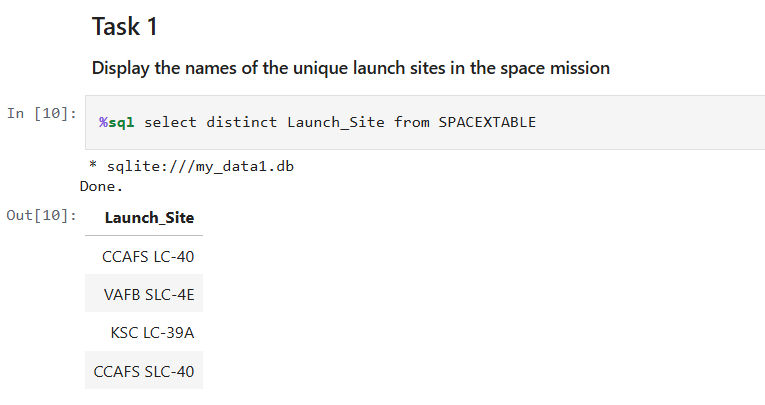 Task 1
Display the names of the unique launch sites in the space mission
In [10]: %sql select distinct Launch_Site from SPACEXTABLE
* sqlite:///my_data1.db
Done.
Out[10]: Launch_Site
CCAFS LC-40
VAFB SLC-4E
KSC LC-39A
CCAFS SLC-40